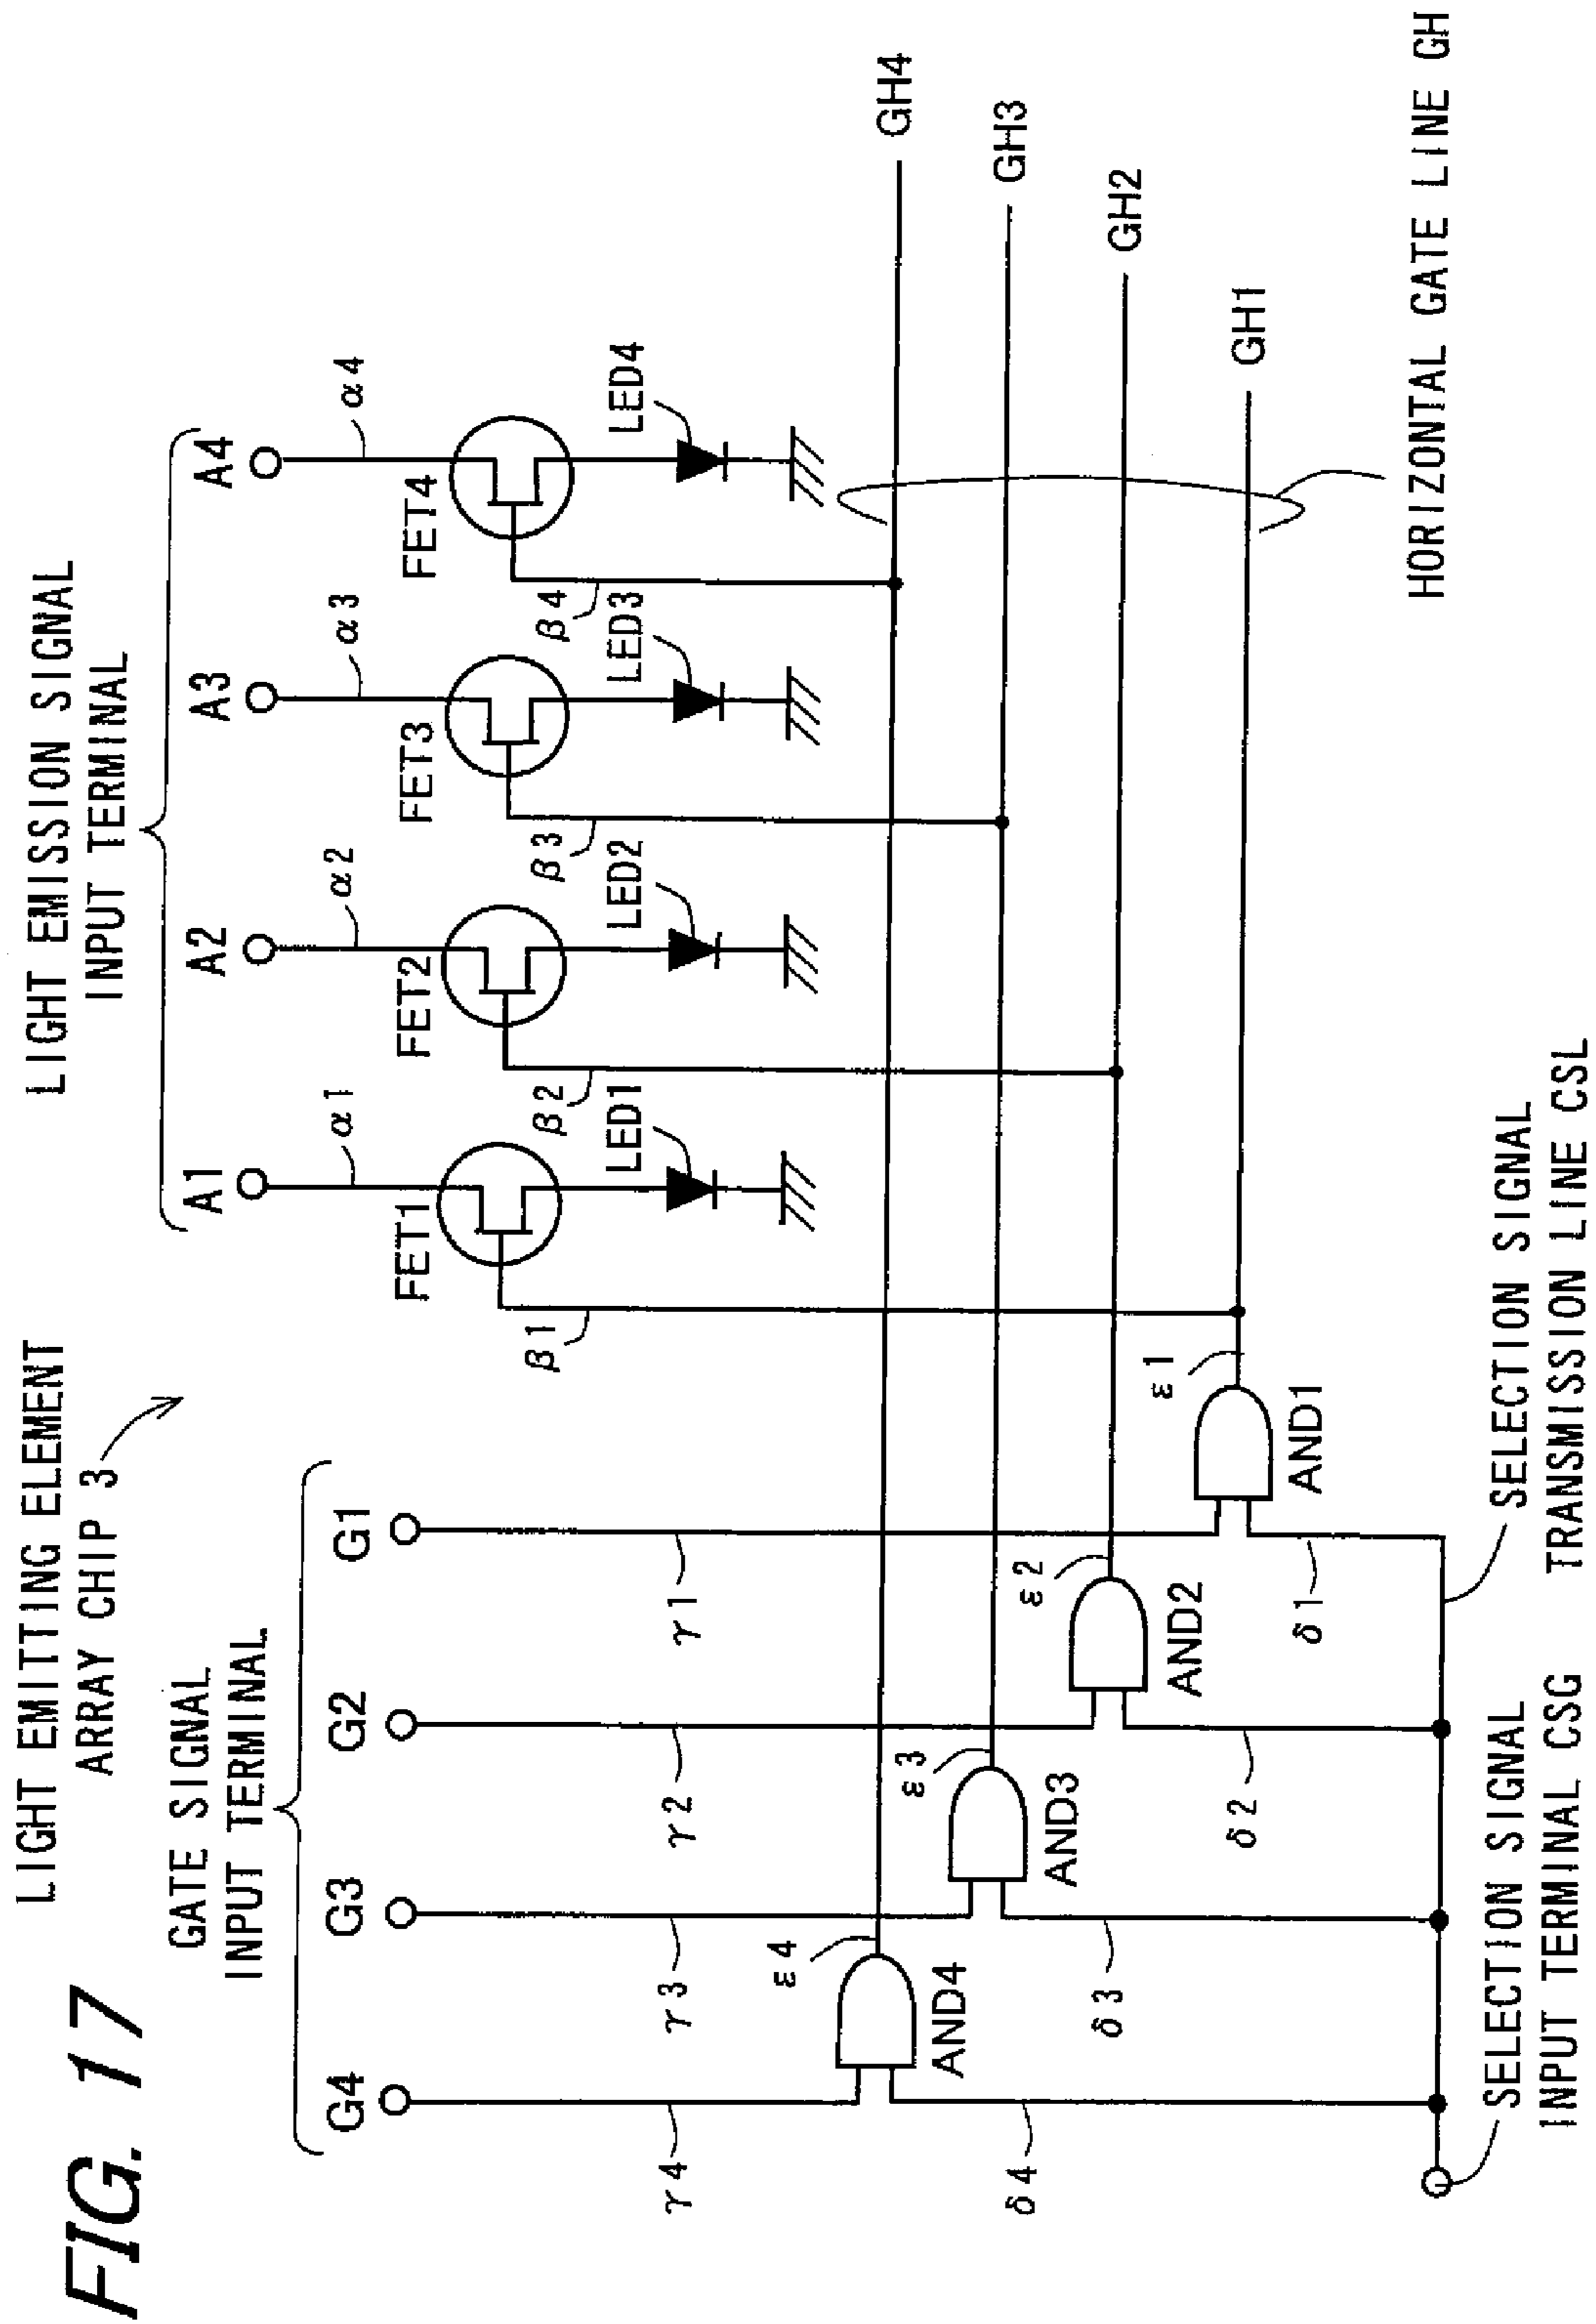 FIG. 17
LIGHT EMITTING ELEMENT
ARRAY CHIP 3
LIGHT EMISSION SIGNAL
INPUT TERMINAL
GATE SIGNAL
INPUT TERMINAL
A1
A2
A3
A4
α1
α2
α3
α4
G4
G3
G2
G1
FET1
FET2
FET3
FET4
β1
β2
β3
β4
LED1
LED2
LED3
LED4
γ4
γ3
γ2
γ1
ε4
ε3
ε2
ε1
GH4
GH3
GH2
GH1
AND4
AND3
AND2
AND1
δ4
δ3
δ2
δ1
HORIZONTAL GATE LINE GH
SELECTION SIGNAL
INPUT TERMINAL CSG
SELECTION SIGNAL
TRANSMISSION LINE CSL